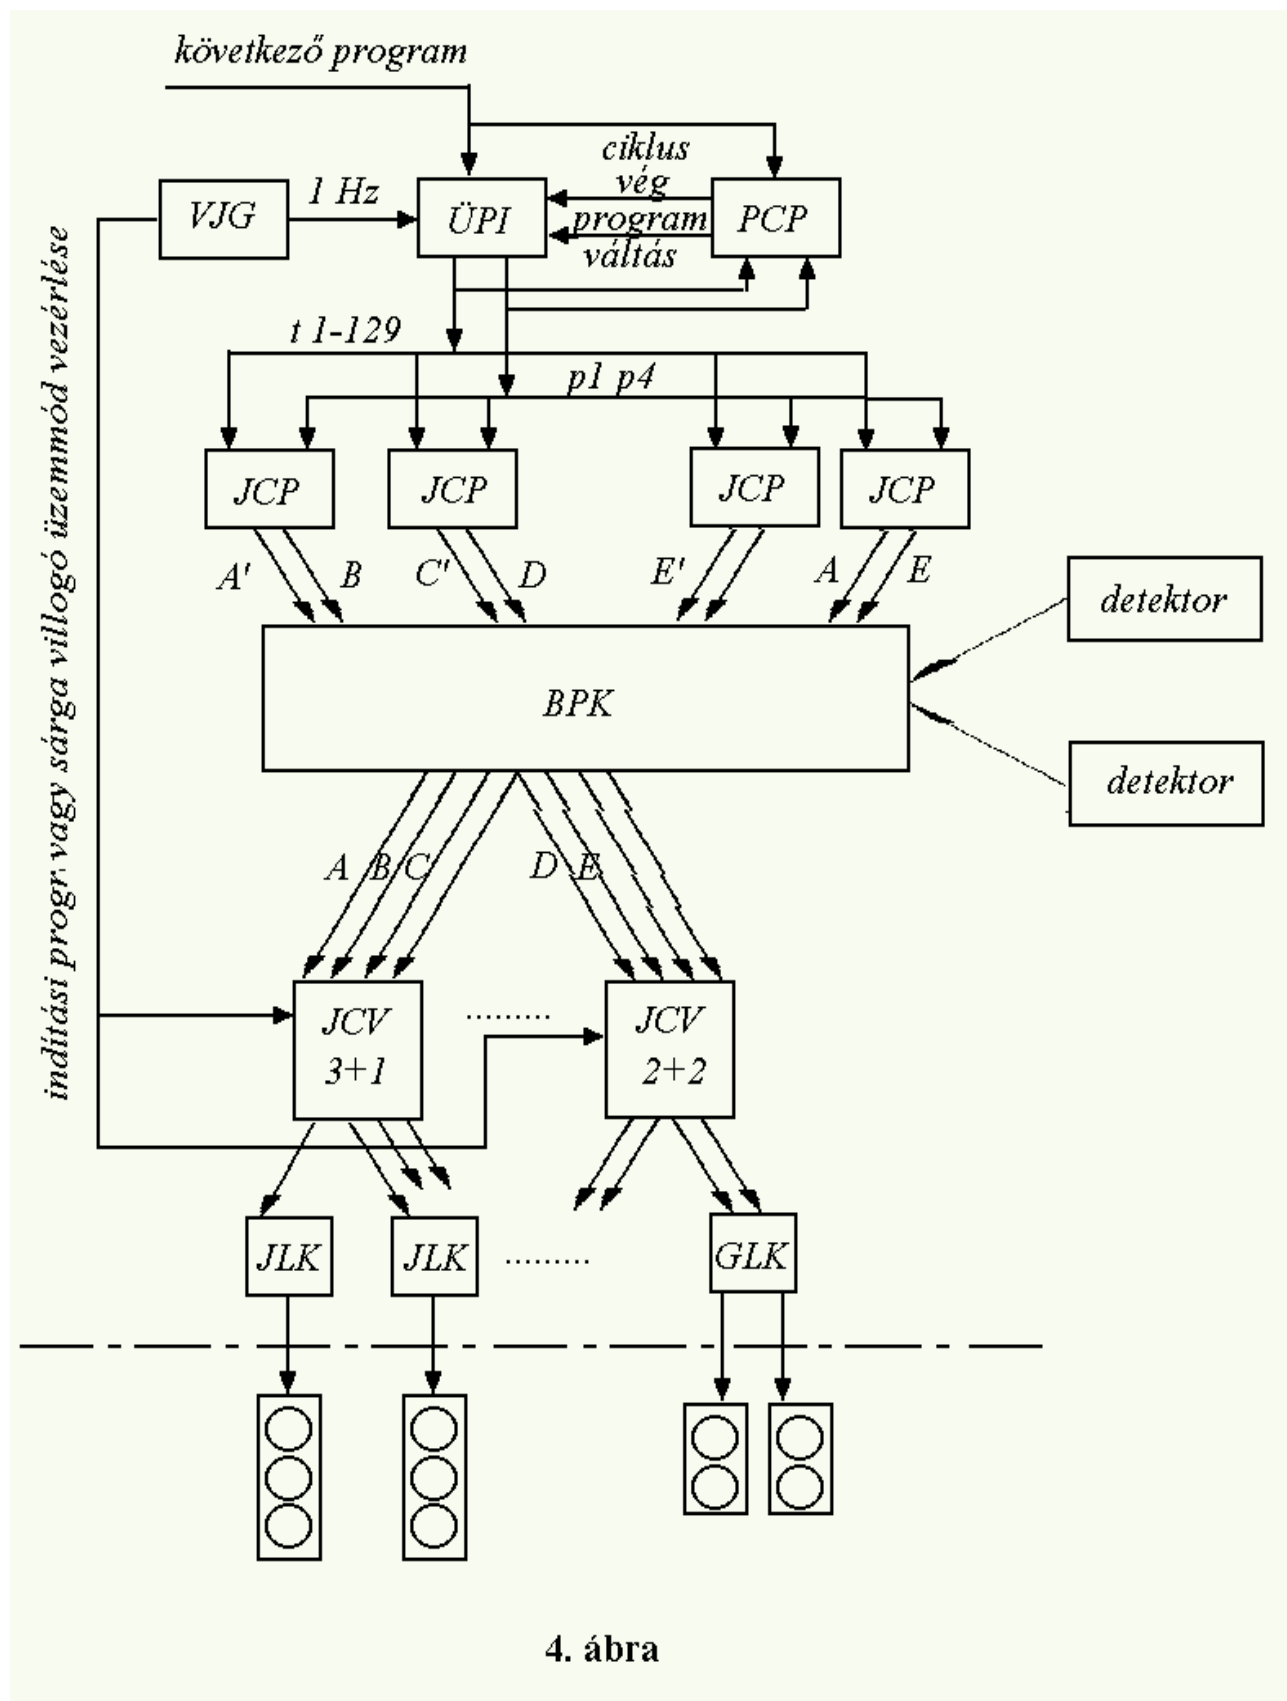 következő program
ciklus
vég
program
váltás
1 Hz
VJG
ÜPI
PCP
indítási progr. vagy sárga villogó üzemmód vezérlése
t 1-129
p1 p4
JCP
JCP
JCP
JCP
A'
B
C'
D
E'
A
E
detektor
BPK
detektor
A
B
C
D
E
JCV
3+1
.........
JCV
2+2
JLK
JLK
.........
GLK
4. ábra